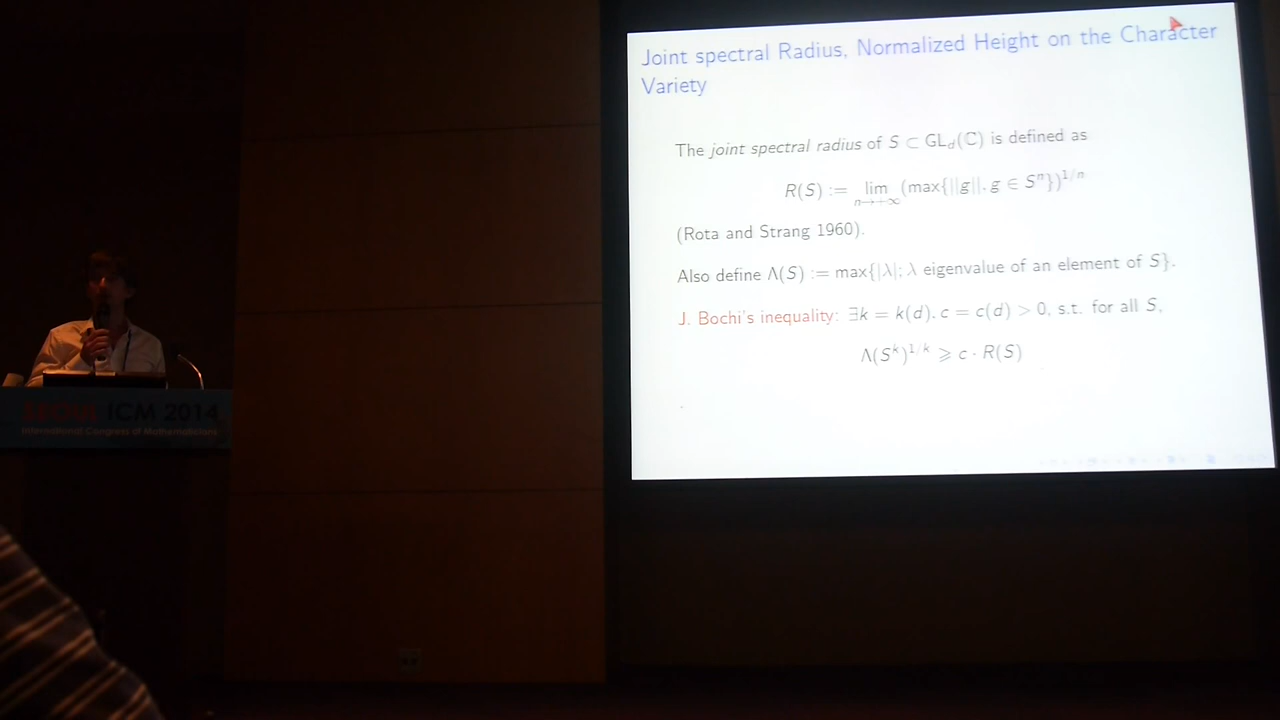 Joint spectral Radius, Normalized Height on the Character
Variety
The joint spectral radius of S ⊂ GL_d(ℂ) is defined as
R(S) := lim_{n→+∞} (max{||g||, g ∈ S^n})^{1/n}
(Rota and Strang 1960).
Also define Λ(S) := max{|λ|; λ eigenvalue of an element of S}.
J. Bochi's inequality: ∃k = k(d), c = c(d) > 0, s.t. for all S,
Λ(S^k)^{1/k} ⩾ c · R(S)
SEOUL ICM 2014
International Congress of Mathematicians